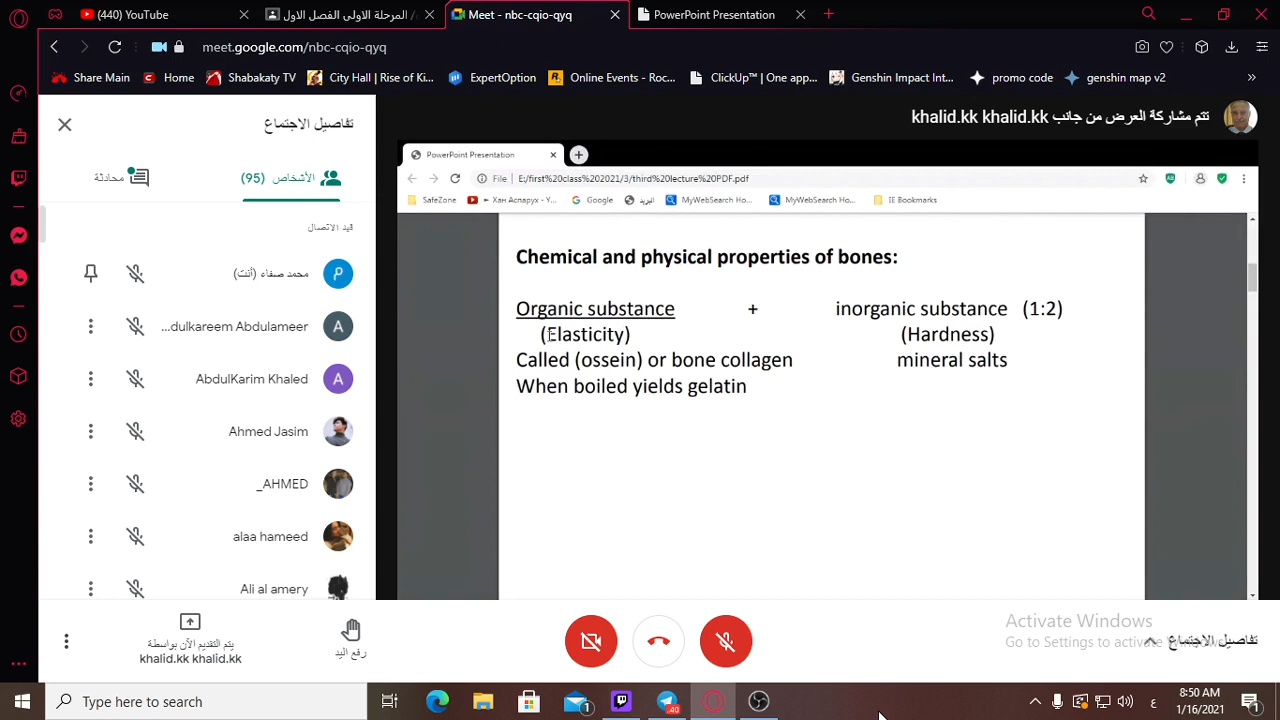 (440) YouTube
المرحلة الاولى الفصل الاول /
Meet - nbc-cqio-qyq
PowerPoint Presentation
meet.google.com/nbc-cqio-qyq
Share Main
Home
Shabakaty TV
City Hall | Rise of Ki...
ExpertOption
Online Events - Roc...
ClickUp™ | One app...
Genshin Impact Int...
promo code
genshin map v2
تفاصيل الاجتماع
تتم مشاركة العرض من جانب khalid.kk khalid.kk
الأشخاص (95)
محادثة
قيد الاتصال
محمد صفاء (أنت)
...dulkareem Abdulameer
AbdulKarim Khaled
Ahmed Jasim
_AHMED
alaa hameed
Ali al amery
PowerPoint Presentation
File | E:/first%20class%202021/3/third%20lecture%20PDF.pdf
SafeZone
Хан Аспарух - Y...
Google
البريد
MyWebSearch Ho...
MyWebSearch Ho...
IE Bookmarks
Chemical and physical properties of bones:
Organic substance + inorganic substance (1:2)
(Elasticity) (Hardness)
Called (ossein) or bone collagen mineral salts
When boiled yields gelatin
يتم التقديم الآن بواسطة
khalid.kk khalid.kk
رفع اليد
Activate Windows
Go to Settings to activate Windows.
تفاصيل الاجتماع
Type here to search
1
40
ع
8:50 AM
1/16/2021
1